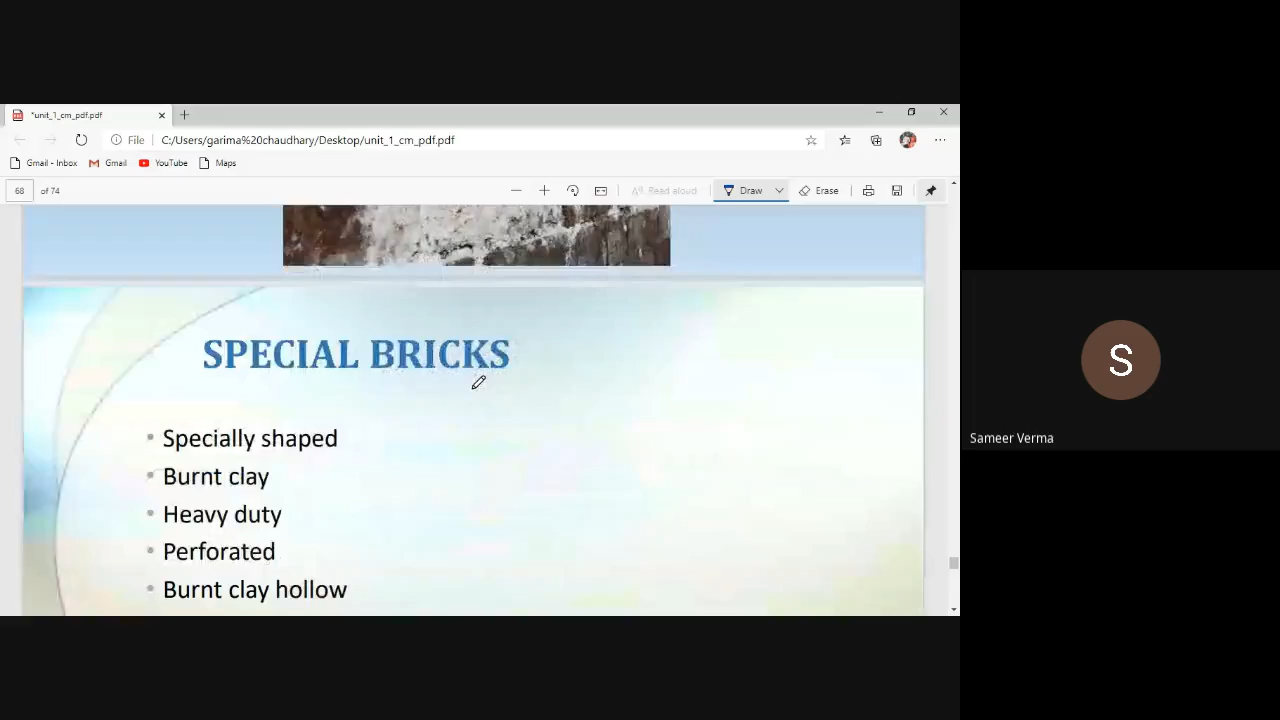 *unit_1_cm_pdf.pdf
File C:/Users/garima%20chaudhary/Desktop/unit_1_cm_pdf.pdf
Gmail - Inbox Gmail YouTube Maps
68 of 74 Read aloud Draw Erase
SPECIAL BRICKS
• Specially shaped
• Burnt clay
• Heavy duty
• Perforated
• Burnt clay hollow
S
Sameer Verma